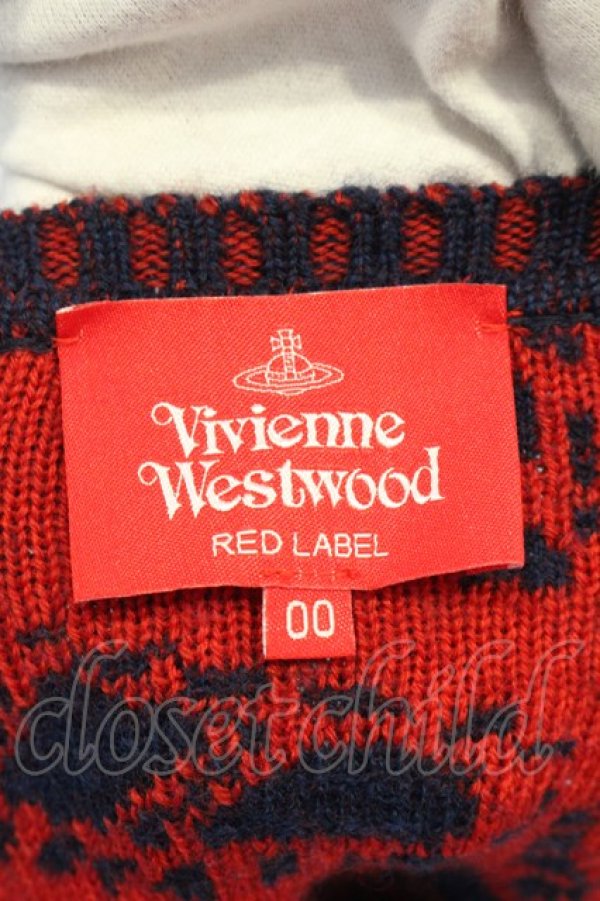 Vivienne
Westwood
RED LABEL
00
closetchild